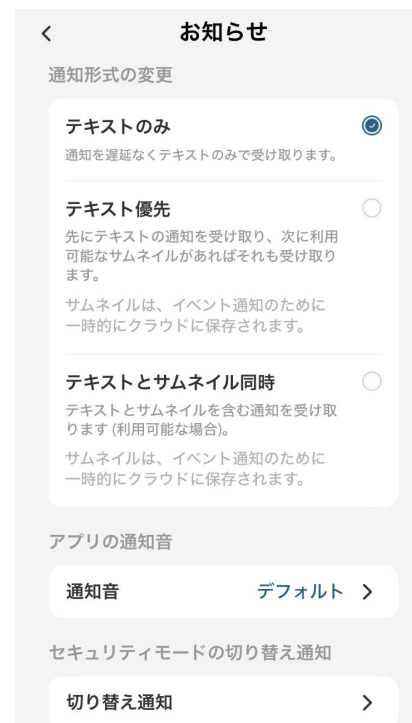 お知らせ
通知形式の変更
テキストのみ
通知を遅延なくテキストのみで受け取ります。
テキスト優先
先にテキストの通知を受け取り、次に利用
可能なサムネイルがあればそれも受け取り
ます。
サムネイルは、イベント通知のために
一時的にクラウドに保存されます。
テキストとサムネイル同時
テキストとサムネイルを含む通知を受け取
ります (利用可能な場合)。
サムネイルは、イベント通知のために
一時的にクラウドに保存されます。
アプリの通知音
通知音 デフォルト
セキュリティモードの切り替え通知
切り替え通知